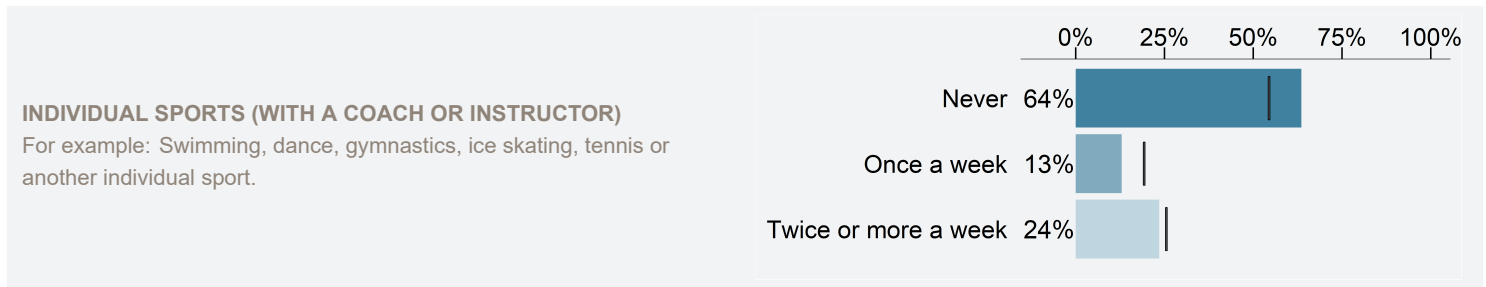 INDIVIDUAL SPORTS (WITH A COACH OR INSTRUCTOR)
For example: Swimming, dance, gymnastics, ice skating, tennis or
another individual sport.
0% 25% 50% 75% 100%
Never 64%
Once a week 13%
Twice or more a week 24%